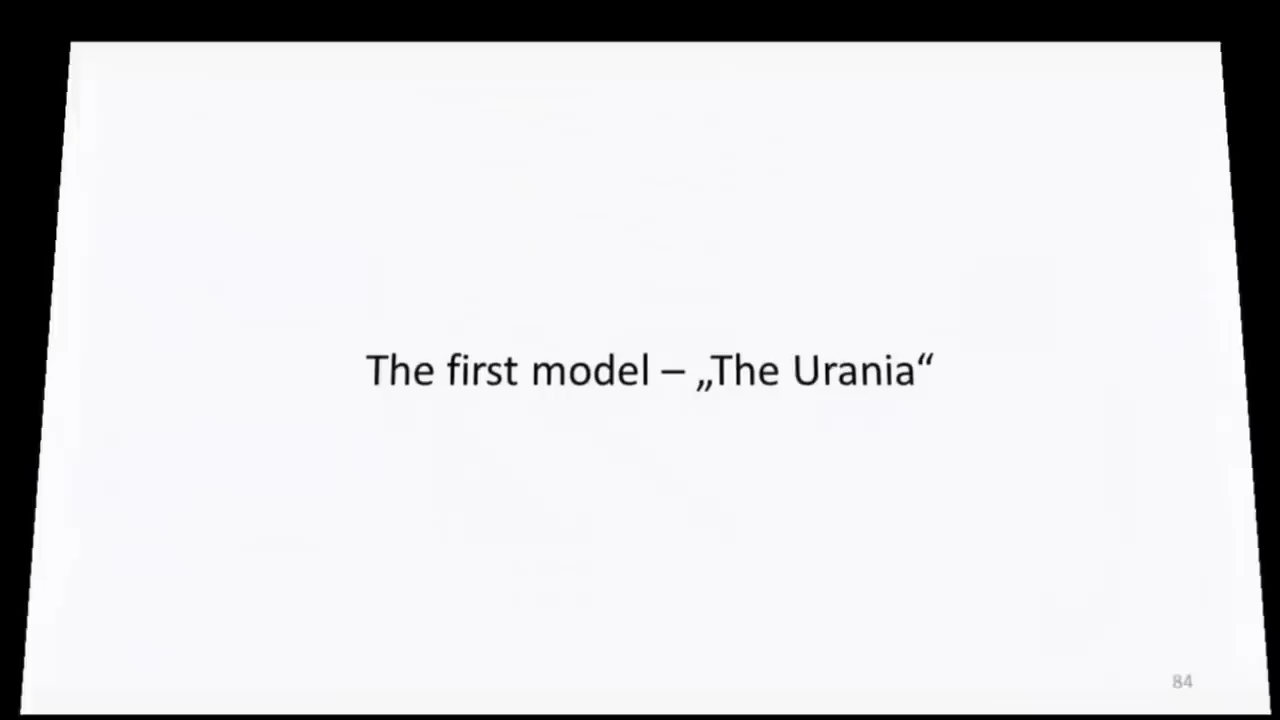 The first model – „The Urania“
84